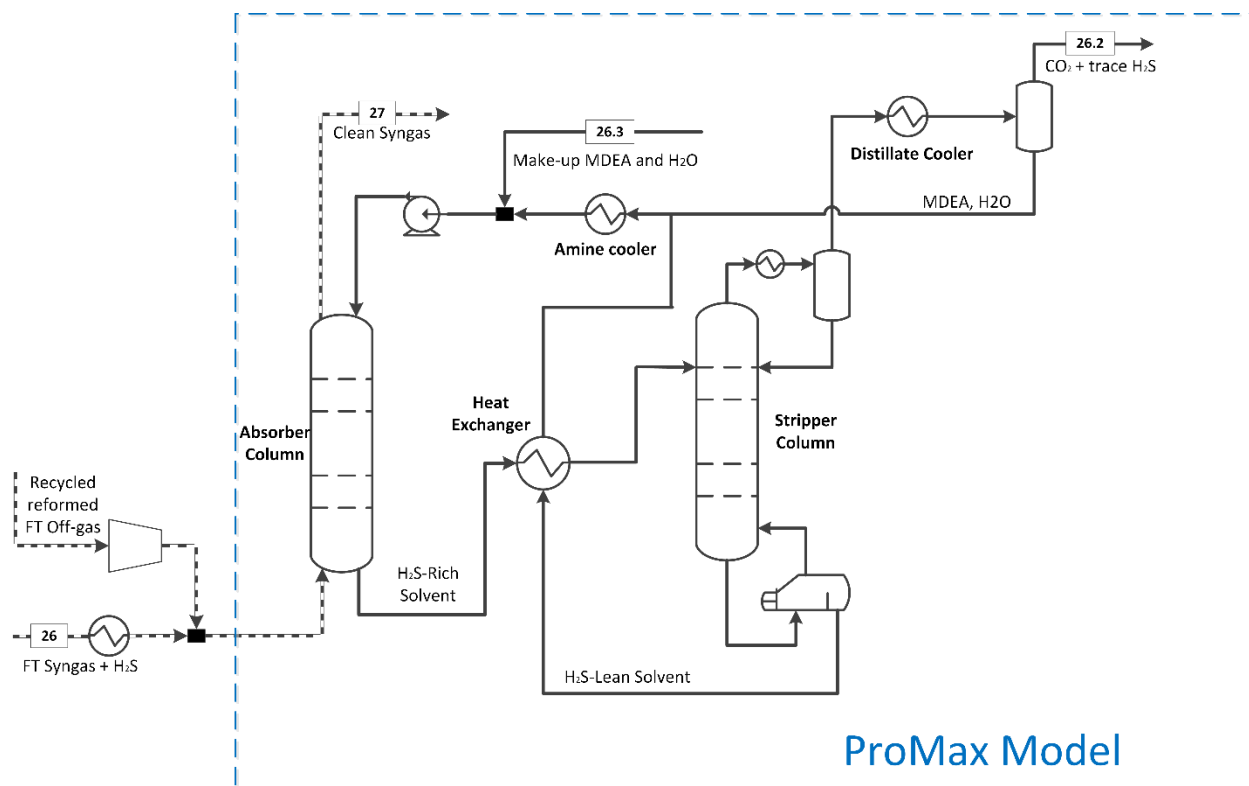 26.2
CO₂ + trace H₂S
27
Clean Syngas
26.3
Make-up MDEA and H₂O
Distillate Cooler
MDEA, H2O
Amine cooler
Heat
Exchanger
Absorber
Column
Stripper
Column
Recycled
reformed
FT Off-gas
H₂S-Rich
Solvent
26
FT Syngas + H₂S
H₂S-Lean Solvent
ProMax Model